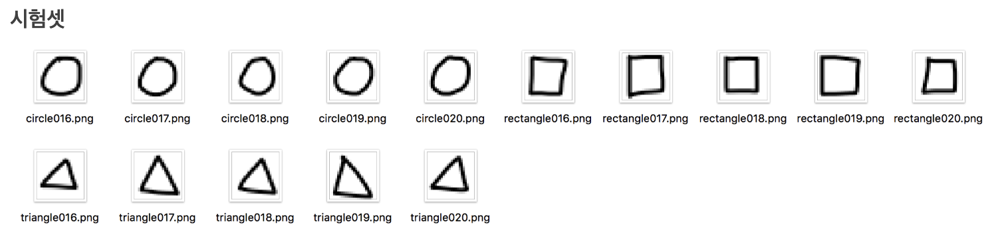 시험셋
circle016.png circle017.png circle018.png circle019.png circle020.png rectangle016.png rectangle017.png rectangle018.png rectangle019.png rectangle020.png
triangle016.png triangle017.png triangle018.png triangle019.png triangle020.png